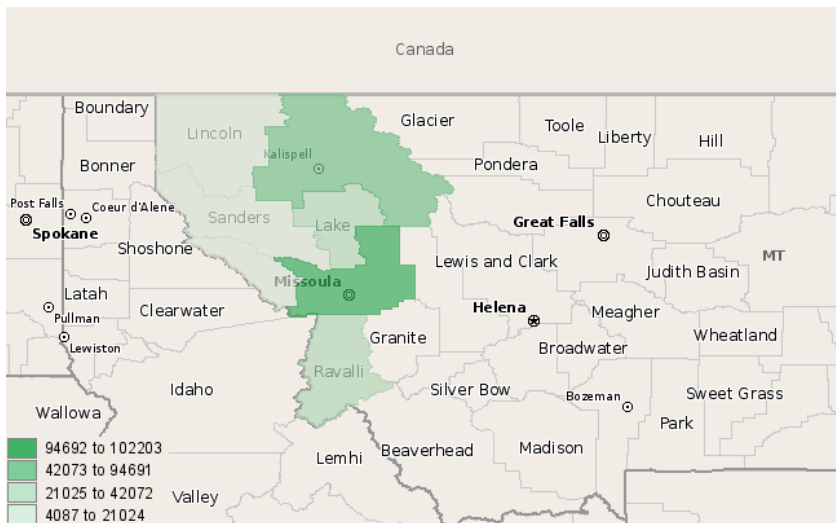 Canada
Boundary
Lincoln
Glacier
Toole
Liberty
Hill
Kalispell
Bonner
Pondera
Chouteau
Post Falls
Coeur d'Alene
Sanders
Lake
Great Falls
Spokane
Shoshone
Lewis and Clark
MT
Judith Basin
Missoula
Latah
Clearwater
Helena
Meagher
Pullman
Granite
Wheatland
Lewiston
Broadwater
Ravalli
Idaho
Silver Bow
Bozeman
Sweet Grass
Wallowa
Park
94692 to 102203
Lemhi
Beaverhead
Madison
42073 to 94691
21025 to 42072
Valley
4087 to 21024